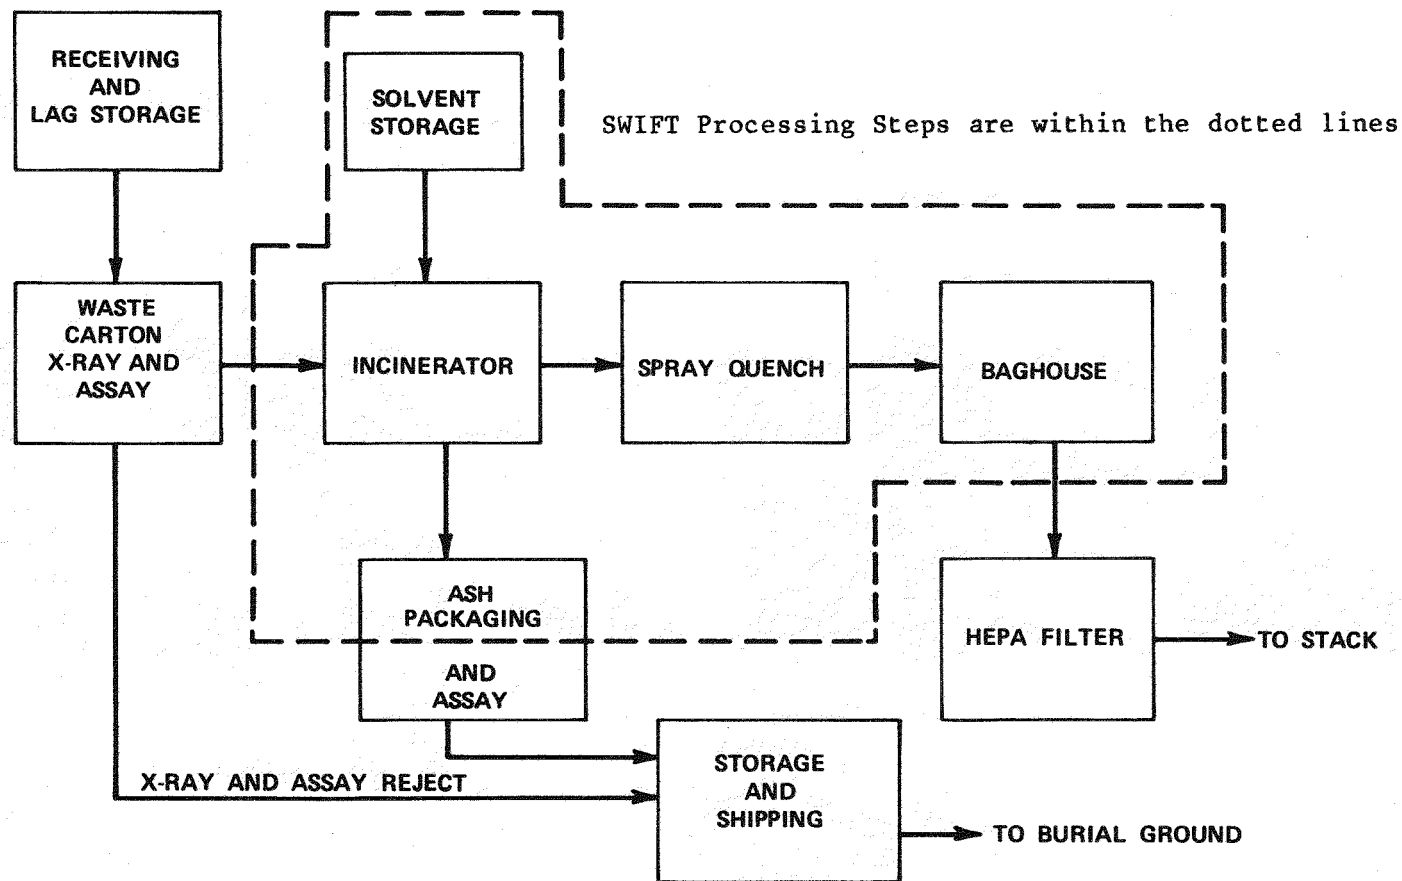 RECEIVING
AND
LAG STORAGE
SOLVENT
STORAGE
SWIFT Processing Steps are within the dotted lines
WASTE
CARTON
X-RAY AND
ASSAY
INCINERATOR
SPRAY QUENCH
BAGHOUSE
ASH
PACKAGING
AND
ASSAY
HEPA FILTER
TO STACK
X-RAY AND ASSAY REJECT
STORAGE
AND
SHIPPING
TO BURIAL GROUND